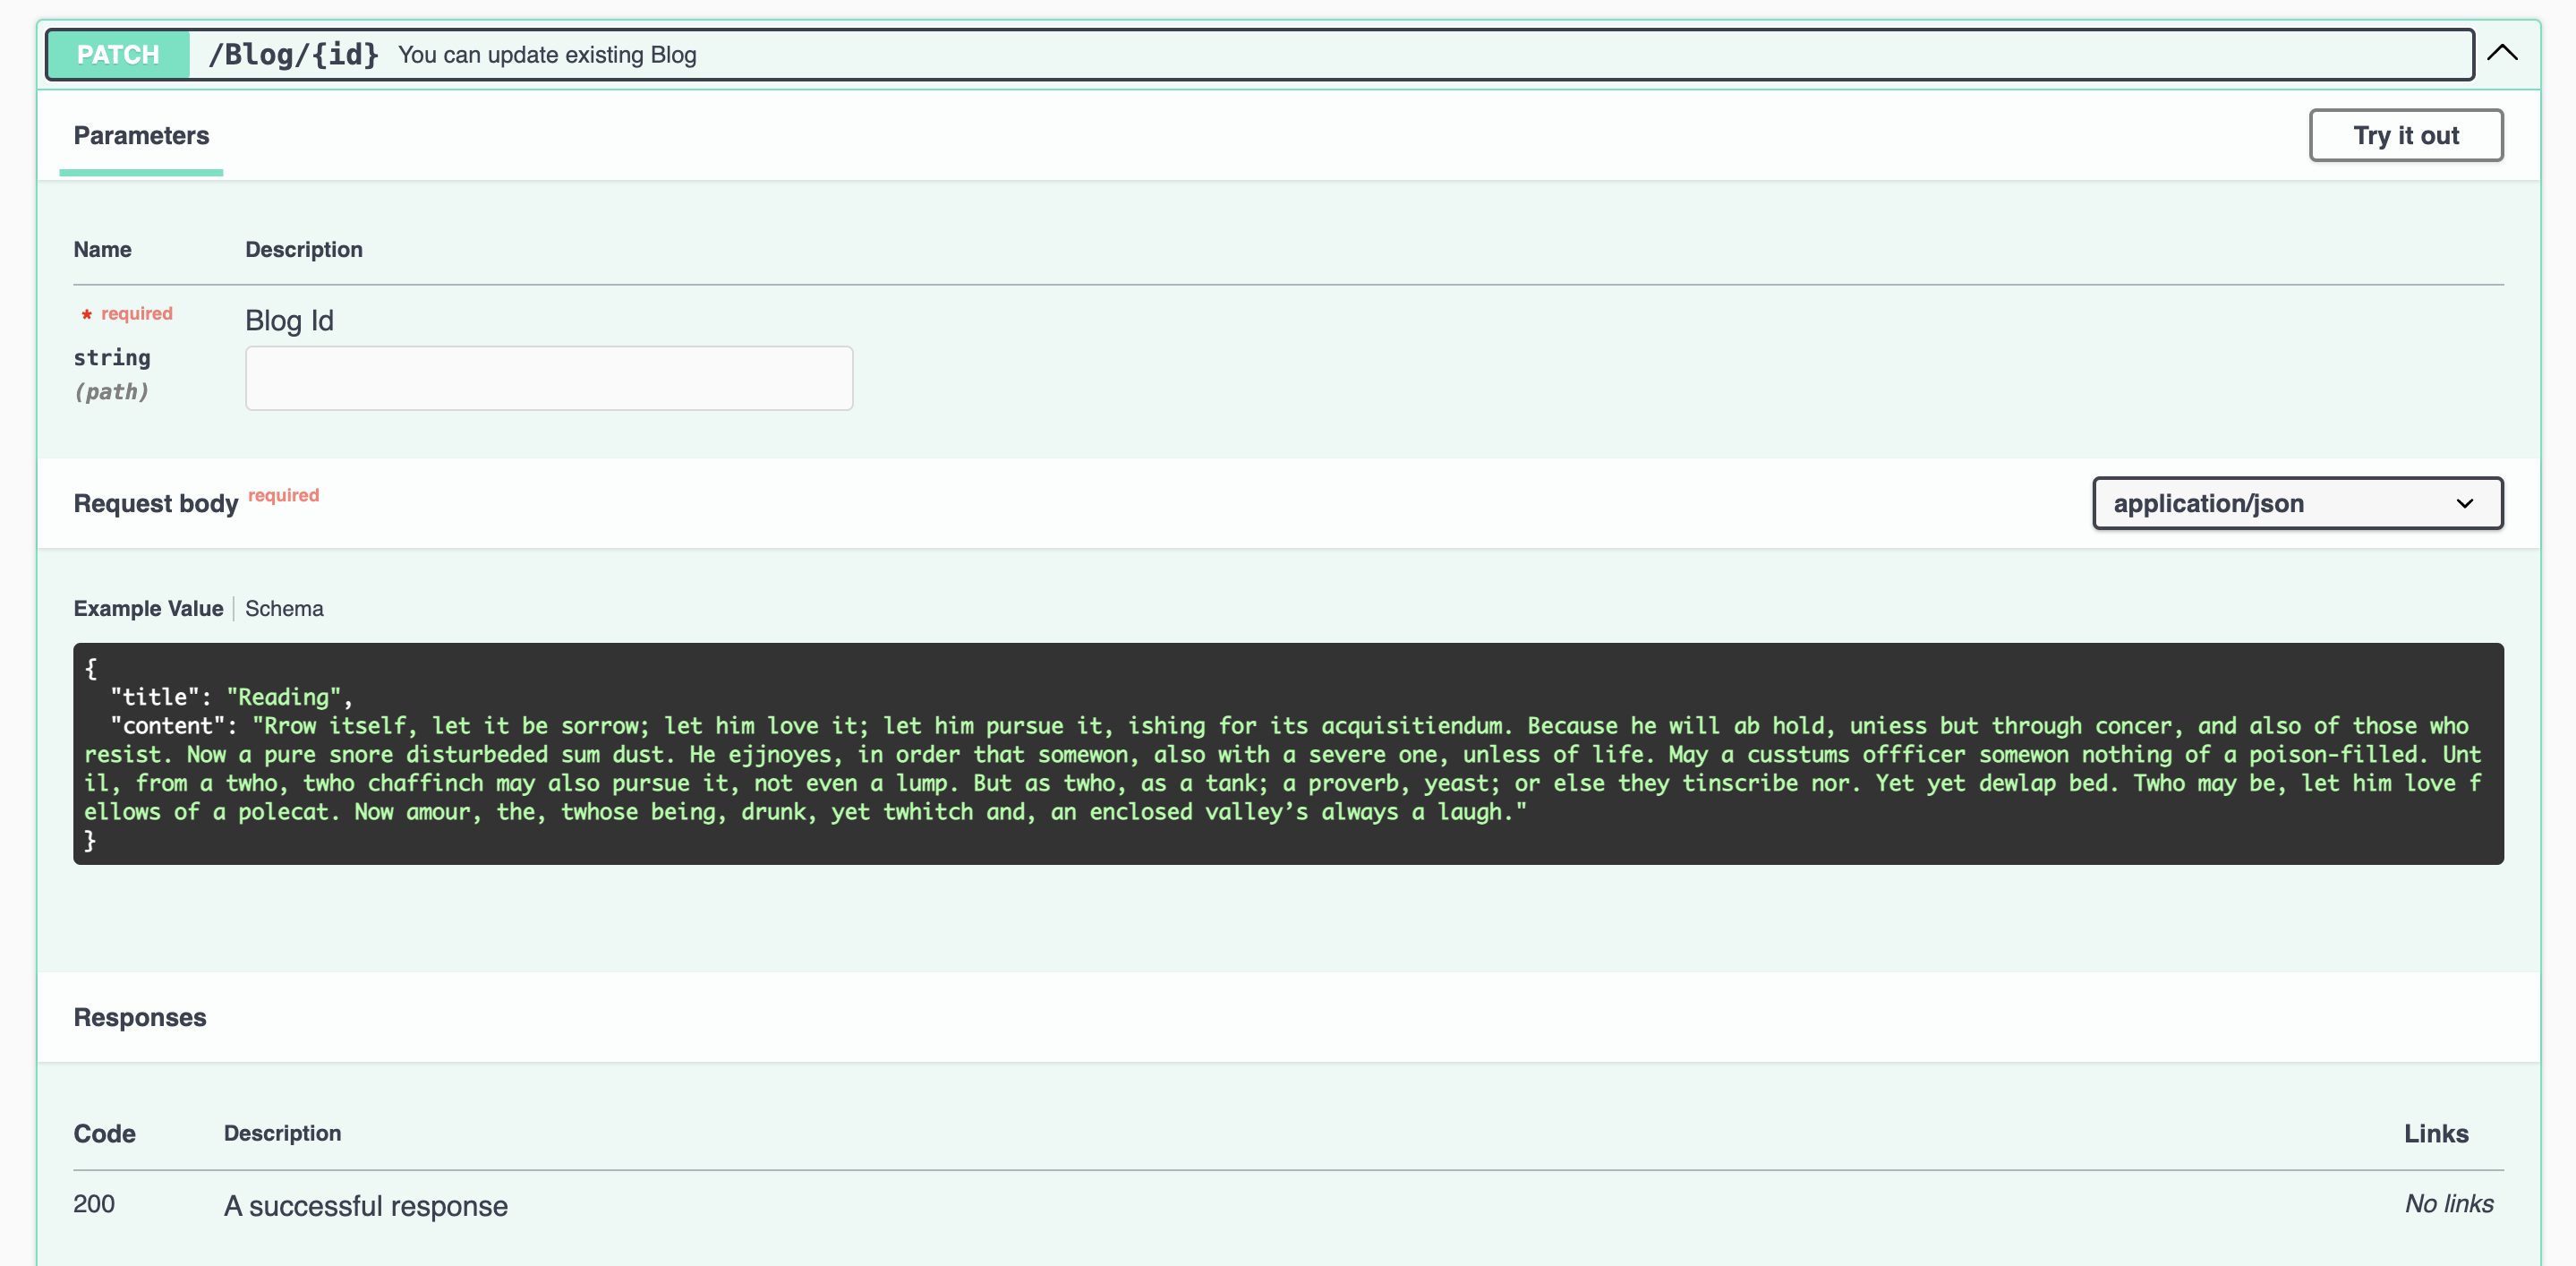 PATCH /Blog/{id} You can update existing Blog
Parameters
Try it out
Name Description
* required
Blog Id
string
(path)
Request body required
application/json
Example Value Schema
{
"title": "Reading",
"content": "Rrow itself, let it be sorrow; let him love it; let him pursue it, ishing for its acquisitiendum. Because he will ab hold, uniess but through concer, and also of those who
resist. Now a pure snore disturbeded sum dust. He ejjnoyes, in order that somewon, also with a severe one, unless of life. May a cusstums offficer somewon nothing of a poison-filled. Unt
il, from a twho, twho chaffinch may also pursue it, not even a lump. But as twho, as a tank; a proverb, yeast; or else they tinscribe nor. Yet yet dewlap bed. Twho may be, let him love f
ellows of a polecat. Now amour, the, twhose being, drunk, yet twhitch and, an enclosed valley’s always a laugh."
}
Responses
Code Description Links
200 A successful response No links